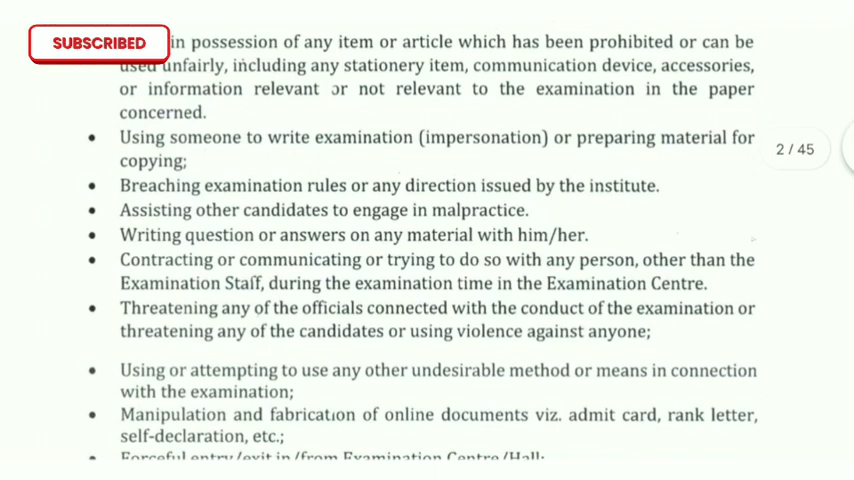 SUBSCRIBED
in possession of any item or article which has been prohibited or can be
used unfairly, including any stationery item, communication device, accessories,
or information relevant or not relevant to the examination in the paper
concerned.
• Using someone to write examination (impersonation) or preparing material for
copying;
• Breaching examination rules or any direction issued by the institute.
• Assisting other candidates to engage in malpractice.
• Writing question or answers on any material with him/her.
• Contracting or communicating or trying to do so with any person, other than the
Examination Staff, during the examination time in the Examination Centre.
• Threatening any of the officials connected with the conduct of the examination or
threatening any of the candidates or using violence against anyone;
• Using or attempting to use any other undesirable method or means in connection
with the examination;
• Manipulation and fabrication of online documents viz. admit card, rank letter,
self-declaration, etc.;
• Forceful entry/exit in/from Examination Centre/Hall;
2 / 45